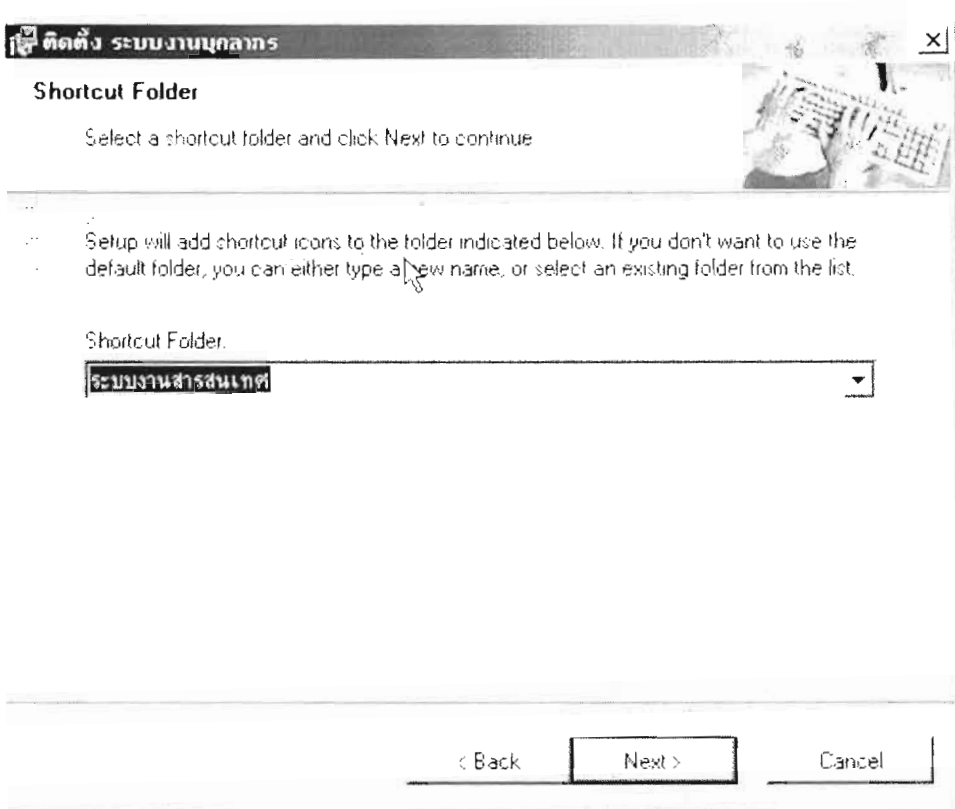 ติดตั้ง ระบบงานบุคลากร
Shortcut Folder
Select a shortcut folder and click Next to continue
Setup will add shortcut icons to the folder indicated below. If you don't want to use the
default folder, you can either type a new name, or select an existing folder from the list.
Shortcut Folder:
ระบบงานสารสนเทศ
< Back
Next >
Cancel